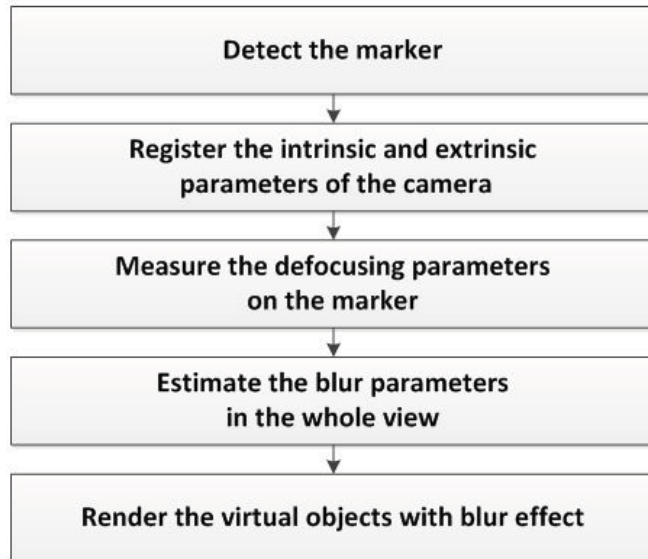 Detect the marker
Register the intrinsic and extrinsic
parameters of the camera
Measure the defocusing parameters
on the marker
Estimate the blur parameters
in the whole view
Render the virtual objects with blur effect